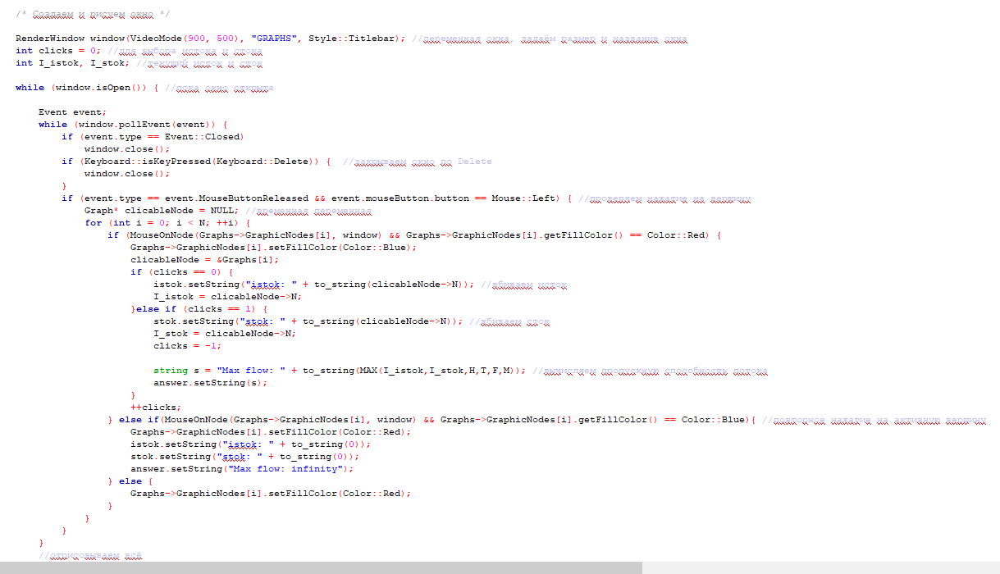 /* Создаем и рисуем окно */
RenderWindow window(VideoMode(900, 500), "GRAPHS", Style::Titlebar); //переменная окна, задаём размер и название окна
int clicks = 0; //для выбора истока и стока
int I_istok, I_stok; //текущий исток и сток
while (window.isOpen()) { //пока окно открыта
Event event;
while (window.pollEvent(event)) {
if (event.type == Event::Closed)
window.close();
if (Keyboard::isKeyPressed(Keyboard::Delete)) { //закрываем окно по Delete
window.close();
}
if (event.type == event.MouseButtonReleased && event.mouseButton.button == Mouse::Left) { //проверяем нажатие на вершину
Graph* clicableNode = NULL; //временная переменная
for (int i = 0; i < N; ++i) {
if (MouseOnNode(Graphs->GraphicNodes[i], window) && Graphs->GraphicNodes[i].getFillColor() == Color::Red) {
Graphs->GraphicNodes[i].setFillColor(Color::Blue);
clicableNode = &Graphs[i];
if (clicks == 0) {
istok.setString("istok: " + to_string(clicableNode->N)); //вбиваем исток
I_istok = clicableNode->N;
}else if (clicks == 1) {
stok.setString("stok: " + to_string(clicableNode->N)); //вбиваем сток
I_stok = clicableNode->N;
clicks = -1;
string s = "Max flow: " + to_string(MAX(I_istok,I_stok,H,T,F,M)); //вычисляем пропускную способность потока
answer.setString(s);
}
++clicks;
} else if(MouseOnNode(Graphs->GraphicNodes[i], window) && Graphs->GraphicNodes[i].getFillColor() == Color::Blue){ //повторное нажатие на активную вершину
Graphs->GraphicNodes[i].setFillColor(Color::Red);
istok.setString("istok: " + to_string(0));
stok.setString("stok: " + to_string(0));
answer.setString("Max flow: infinity");
} else {
Graphs->GraphicNodes[i].setFillColor(Color::Red);
}
}
}
}
//отрисовываем всё